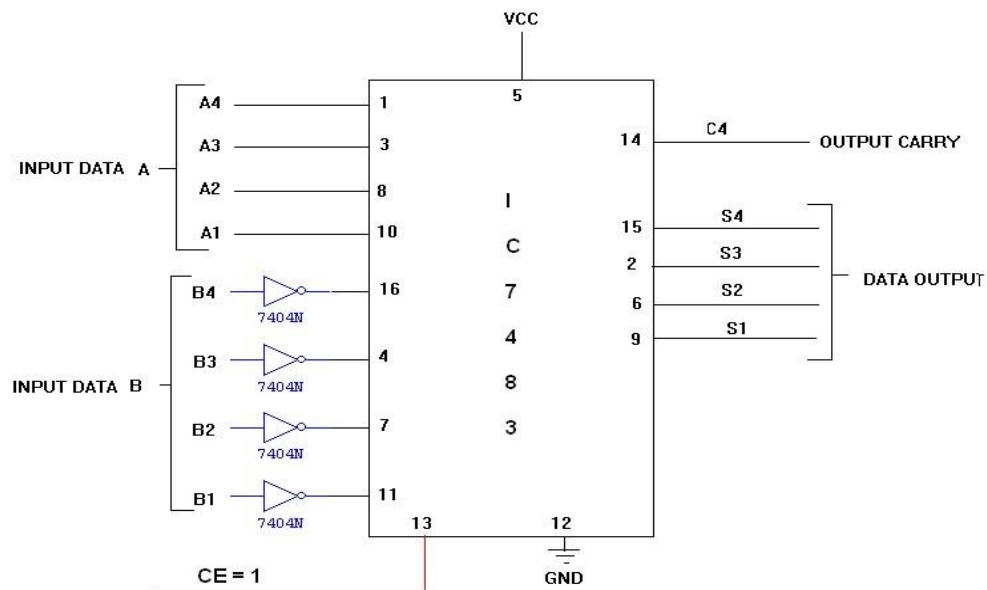 VCC
5
A4
1
C4
14
OUTPUT CARRY
A3
3
INPUT DATA A
A2
8
A1
10
I
C
7
4
8
3
15
S4
2
S3
6
S2
9
S1
DATA OUTPUT
B4
7404N
16
B3
7404N
4
INPUT DATA B
B2
7404N
7
B1
7404N
11
13
12
CE = 1
GND